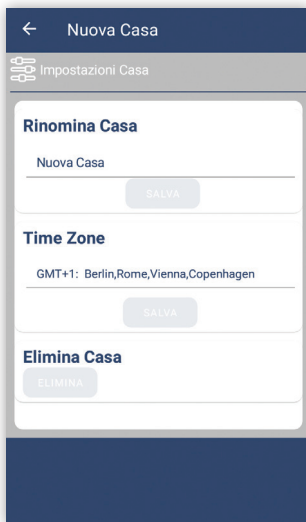 Nuova Casa
Impostazioni Casa
Rinomina Casa
Nuova Casa
SALVA
Time Zone
GMT+1: Berlin,Rome,Vienna,Copenhagen
SALVA
Elimina Casa
ELIMINA